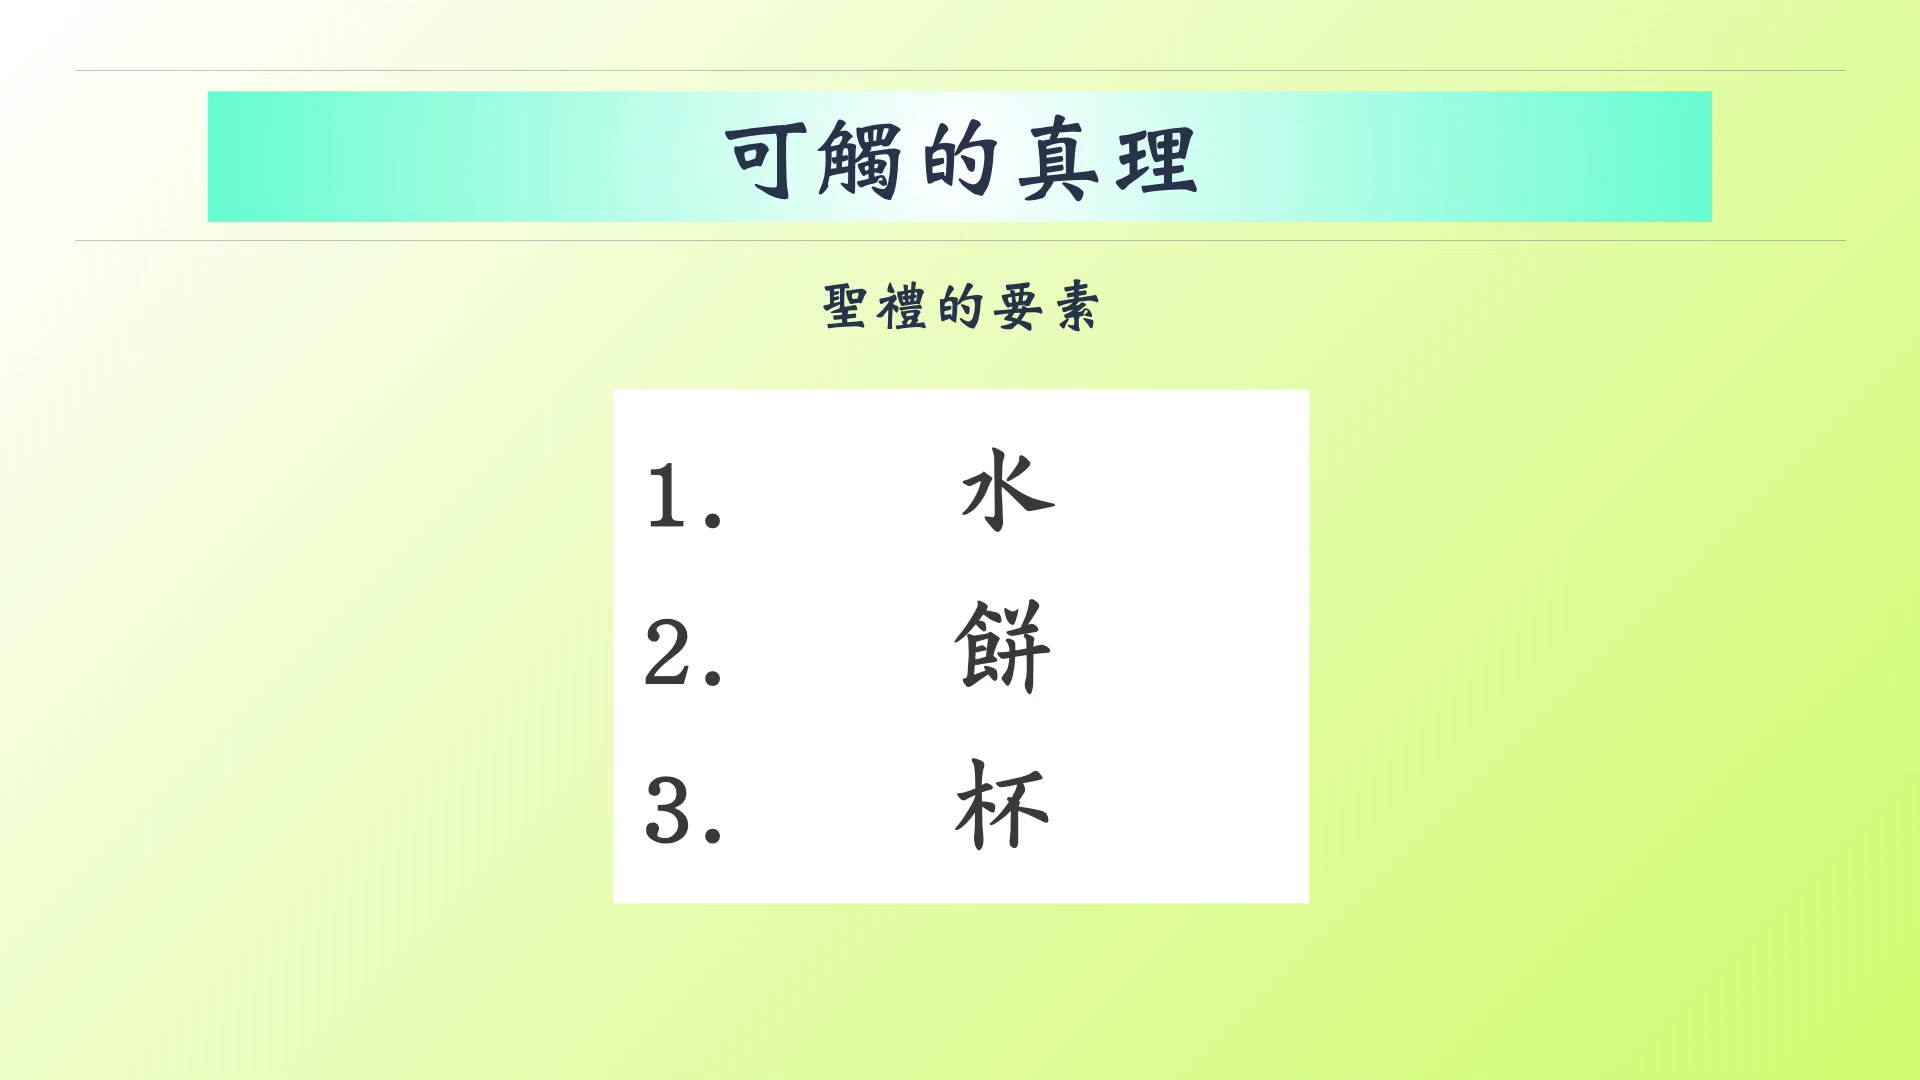 可觸的真理
聖禮的要素
1. 水
2. 餅
3. 杯